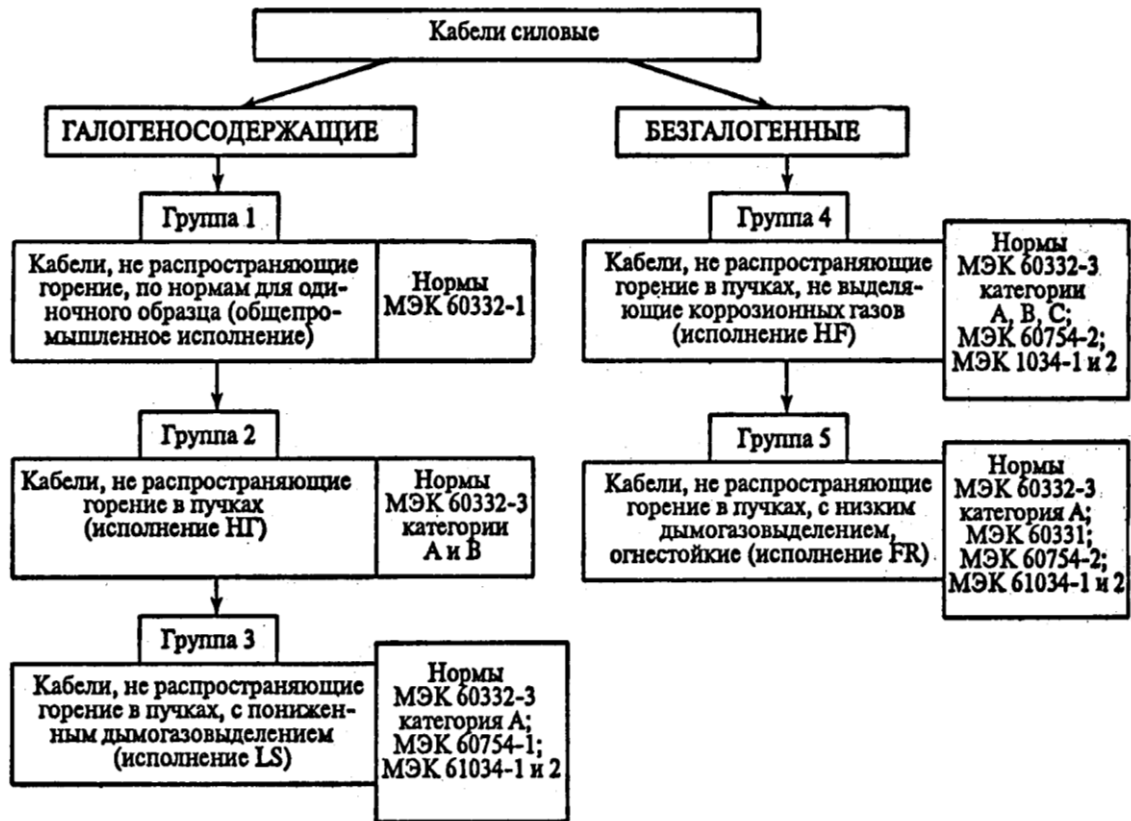 Кабели силовые
ГАЛОГЕНОСОДЕРЖАЩИЕ
Группа 1
Кабели, не распространяющие
горение, по нормам для оди-
ночного образца (общепро-
мышленное исполнение)
Нормы
МЭК 60332-1
Группа 2
Кабели, не распространяющие
горение в пучках
(исполнение НГ)
Нормы
МЭК 60332-3
категории
А и В
Группа 3
Кабели, не распространяющие
горение в пучках, с понижен-
ным дымогазовыделением
(исполнение LS)
Нормы
МЭК 60332-3
категория А;
МЭК 60754-1;
МЭК 61034-1 и 2
БЕЗГАЛОГЕННЫЕ
Группа 4
Кабели, не распространяющие
горение в пучках, не выделя-
ющие коррозионных газов
(исполнение HF)
Нормы
МЭК 60332-3
категории
А, В, С;
МЭК 60754-2;
МЭК 1034-1 и 2
Группа 5
Кабели, не распространяющие
горение в пучках, с низким
дымогазовыделением,
огнестойкие (исполнение FR)
Нормы
МЭК 60332-3
категория А;
МЭК 60331;
МЭК 60754-2;
МЭК 61034-1 и 2